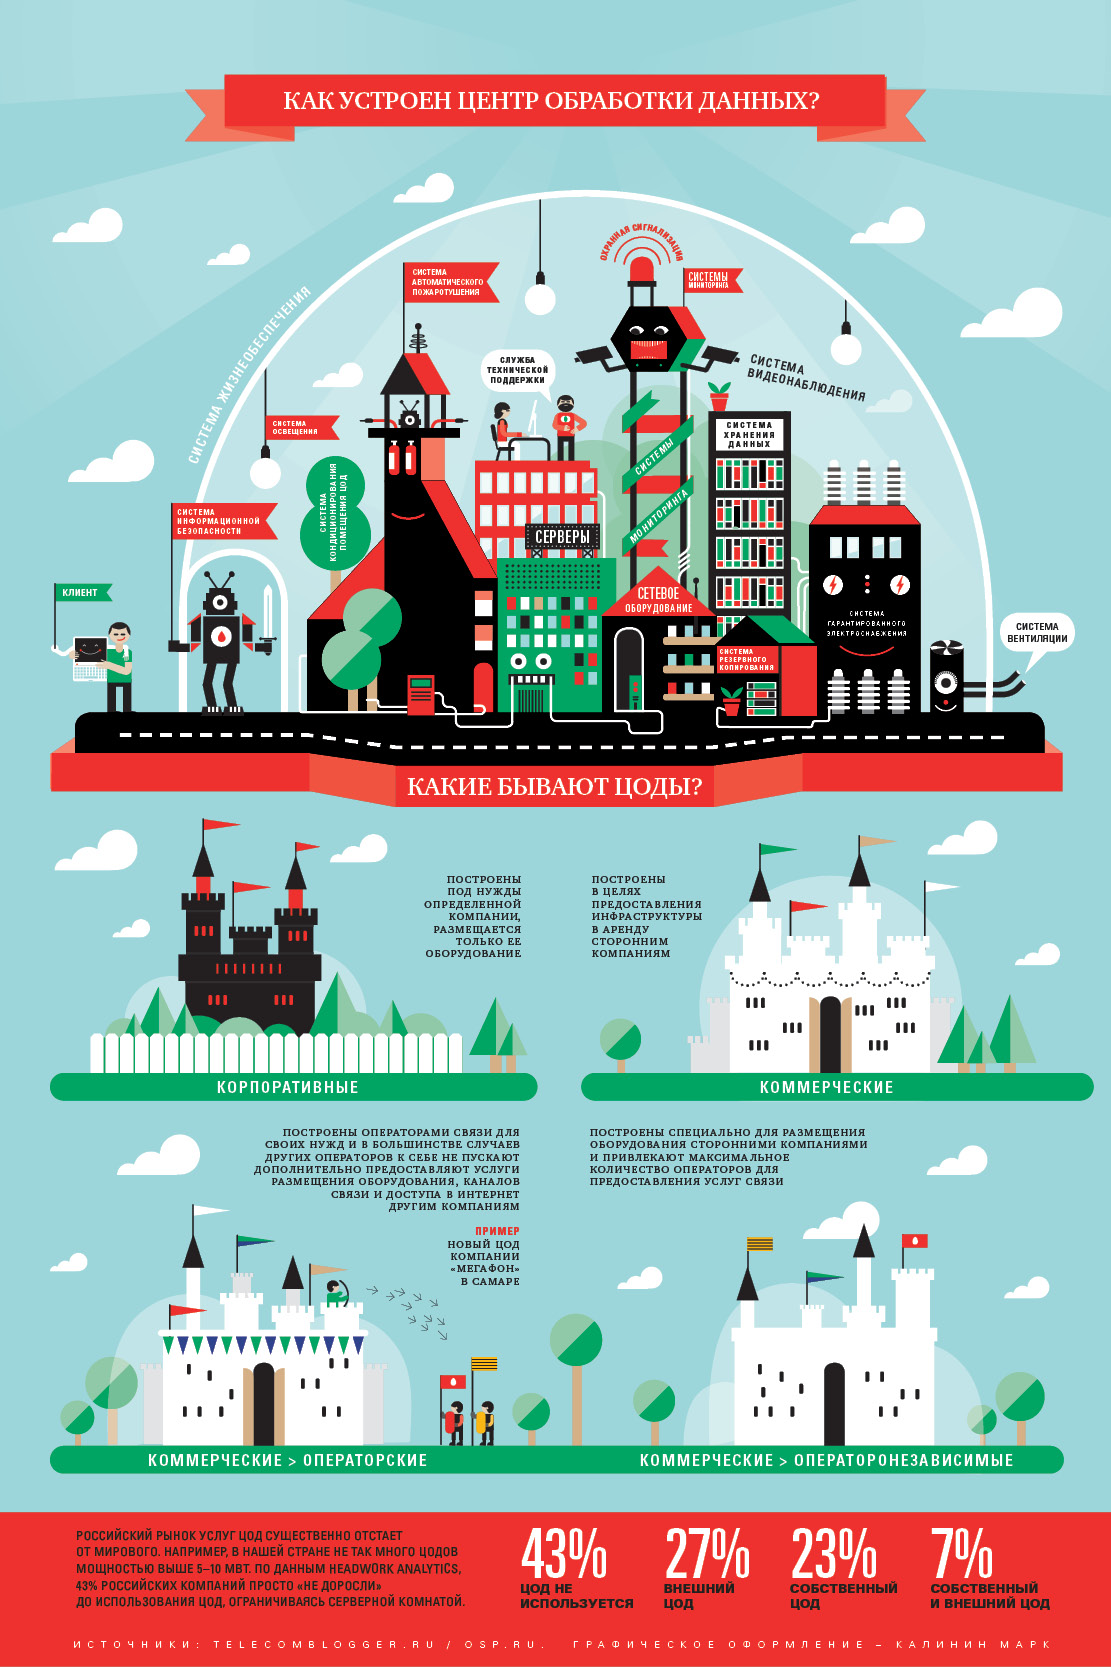 КАК УСТРОЕН ЦЕНТР ОБРАБОТКИ ДАННЫХ?
СИСТЕМА ЖИЗНЕОБЕСПЕЧЕНИЯ
ОХРАННАЯ СИГНАЛИЗАЦИЯ
СИСТЕМА
АВТОМАТИЧЕСКОГО
ПОЖАРОТУШЕНИЯ
СИСТЕМЫ
МОНИТОРИНГА
СЛУЖБА
ТЕХНИЧЕСКОЙ
ПОДДЕРЖКИ
СИСТЕМА
ВИДЕОНАБЛЮДЕНИЯ
СИСТЕМА
ОСВЕЩЕНИЯ
СИСТЕМА
ХРАНЕНИЯ
ДАННЫХ
СИСТЕМА
КОНДИЦИОНИРОВАНИЯ
ПОМЕЩЕНИЯ ЦОД
СИСТЕМЫ
МОНИТОРИНГА
СИСТЕМА
ИНФОРМАЦИОННОЙ
БЕЗОПАСНОСТИ
СЕРВЕРЫ
КЛИЕНТ
СЕТЕВОЕ
ОБОРУДОВАНИЕ
СИСТЕМА
ГАРАНТИРОВАННОГО
ЭЛЕКТРОСНАБЖЕНИЯ
СИСТЕМА
ВЕНТИЛЯЦИИ
СИСТЕМА
РЕЗЕРВНОГО
КОПИРОВАНИЯ
КАКИЕ БЫВАЮТ ЦОДЫ?
ПОСТРОЕНЫ
ПОД НУЖДЫ
ОПРЕДЕЛЕННОЙ
КОМПАНИИ,
РАЗМЕЩАЕТСЯ
ТОЛЬКО ЕЕ
ОБОРУДОВАНИЕ
ПОСТРОЕНЫ
В ЦЕЛЯХ
ПРЕДОСТАВЛЕНИЯ
ИНФРАСТРУКТУРЫ
В АРЕНДУ
СТОРОННИМ
КОМПАНИЯМ
КОРПОРАТИВНЫЕ
КОММЕРЧЕСКИЕ
ПОСТРОЕНЫ ОПЕРАТОРАМИ СВЯЗИ ДЛЯ
СВОИХ НУЖД И В БОЛЬШИНСТВЕ СЛУЧАЕВ
ДРУГИХ ОПЕРАТОРОВ К СЕБЕ НЕ ПУСКАЮТ
ДОПОЛНИТЕЛЬНО ПРЕДОСТАВЛЯЮТ УСЛУГИ
РАЗМЕЩЕНИЯ ОБОРУДОВАНИЯ, КАНАЛОВ
СВЯЗИ И ДОСТУПА В ИНТЕРНЕТ
ДРУГИМ КОМПАНИЯМ
ПРИМЕР
НОВЫЙ ЦОД
КОМПАНИИ
«МЕГАФОН»
В САМАРЕ
ПОСТРОЕНЫ СПЕЦИАЛЬНО ДЛЯ РАЗМЕЩЕНИЯ
ОБОРУДОВАНИЯ СТОРОННИМИ КОМПАНИЯМИ
И ПРИВЛЕКАЮТ МАКСИМАЛЬНОЕ
КОЛИЧЕСТВО ОПЕРАТОРОВ ДЛЯ
ПРЕДОСТАВЛЕНИЯ УСЛУГ СВЯЗИ
КОММЕРЧЕСКИЕ > ОПЕРАТОРСКИЕ
КОММЕРЧЕСКИЕ > ОПЕРАТОРОНЕЗАВИСИМЫЕ
РОССИЙСКИЙ РЫНОК УСЛУГ ЦОД СУЩЕСТВЕННО ОТСТАЕТ
ОТ МИРОВОГО. НАПРИМЕР, В НАШЕЙ СТРАНЕ НЕ ТАК МНОГО ЦОДОВ
МОЩНОСТЬЮ ВЫШЕ 5–10 МВТ. ПО ДАННЫМ HEADWORK ANALYTICS,
43% РОССИЙСКИХ КОМПАНИЙ ПРОСТО «НЕ ДОРОСЛИ»
ДО ИСПОЛЬЗОВАНИЯ ЦОД, ОГРАНИЧИВАЯСЬ СЕРВЕРНОЙ КОМНАТОЙ.
43%
ЦОД НЕ
ИСПОЛЬЗУЕТСЯ
27%
ВНЕШНИЙ
ЦОД
23%
СОБСТВЕННЫЙ
ЦОД
7%
СОБСТВЕННЫЙ
И ВНЕШНИЙ ЦОД
ИСТОЧНИКИ: TELECOMBLOGGER.RU / OSP.RU. ГРАФИЧЕСКОЕ ОФОРМЛЕНИЕ – КАЛИНИН МАРК